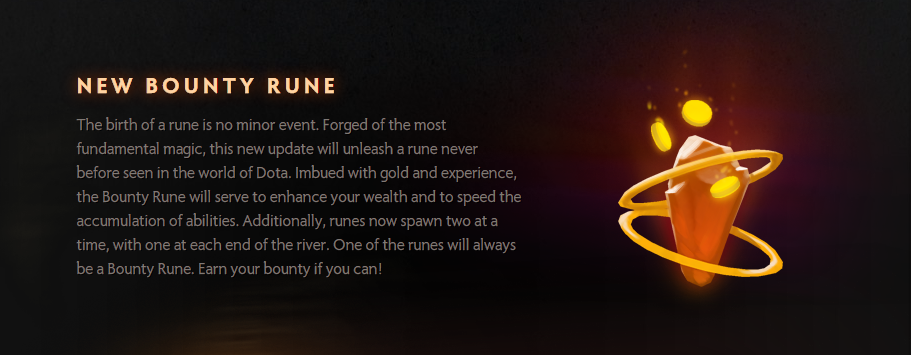 NEW BOUNTY RUNE
The birth of a rune is no minor event. Forged of the most
fundamental magic, this new update will unleash a rune never
before seen in the world of Dota. Imbued with gold and experience,
the Bounty Rune will serve to enhance your wealth and to speed the
accumulation of abilities. Additionally, runes now spawn two at a
time, with one at each end of the river. One of the runes will always
be a Bounty Rune. Earn your bounty if you can!